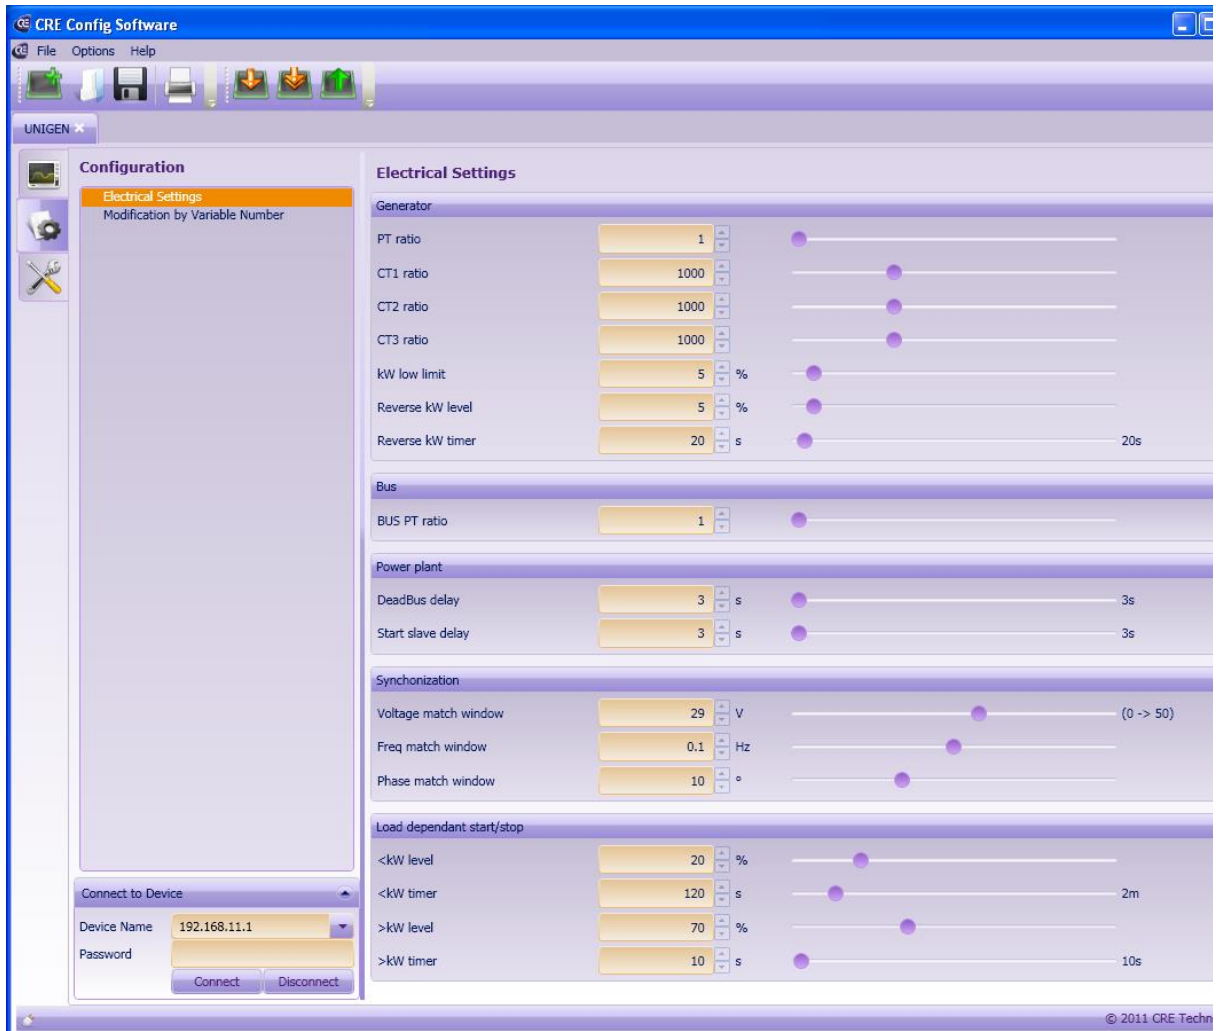 CRE Config Software
File Options Help
UNIGEN
Configuration
Electrical Settings
Modification by Variable Number
Connect to Device
Device Name 192.168.11.1
Password
Connect Disconnect
Electrical Settings
Generator
PT ratio 1
CT1 ratio 1000
CT2 ratio 1000
CT3 ratio 1000
kW low limit 5 %
Reverse kW level 5 %
Reverse kW timer 20 s 20s
Bus
BUS PT ratio 1
Power plant
DeadBus delay 3 s 3s
Start slave delay 3 s 3s
Synchonization
Voltage match window 29 V (0 -> 50)
Freq match window 0.1 Hz
Phase match window 10 °
Load dependant start/stop
<kW level 20 %
<kW timer 120 s 2m
>kW level 70 %
>kW timer 10 s 10s
© 2011 CRE Techn